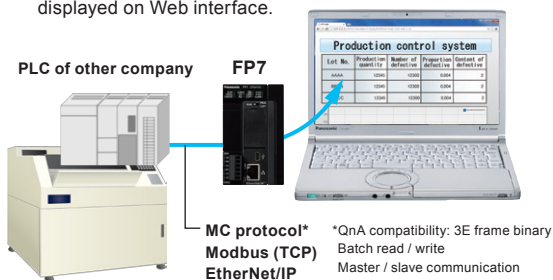 displayed on Web interface.
PLC of other company
FP7
Production control system
Lot No. Production quantity Number of defective Proportion defective Content of defective
AAAA 12345 12300 0.004 2
12345 12300 0.004 2
12345 12300 0.004 2
Panasonic
Panasonic
MC protocol*
Modbus (TCP)
EtherNet/IP
*QnA compatibility: 3E frame binary
Batch read / write
Master / slave communication